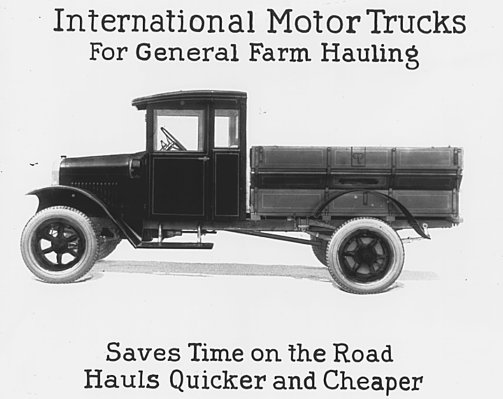 International Motor Trucks
For General Farm Hauling
Saves Time on the Road
Hauls Quicker and Cheaper